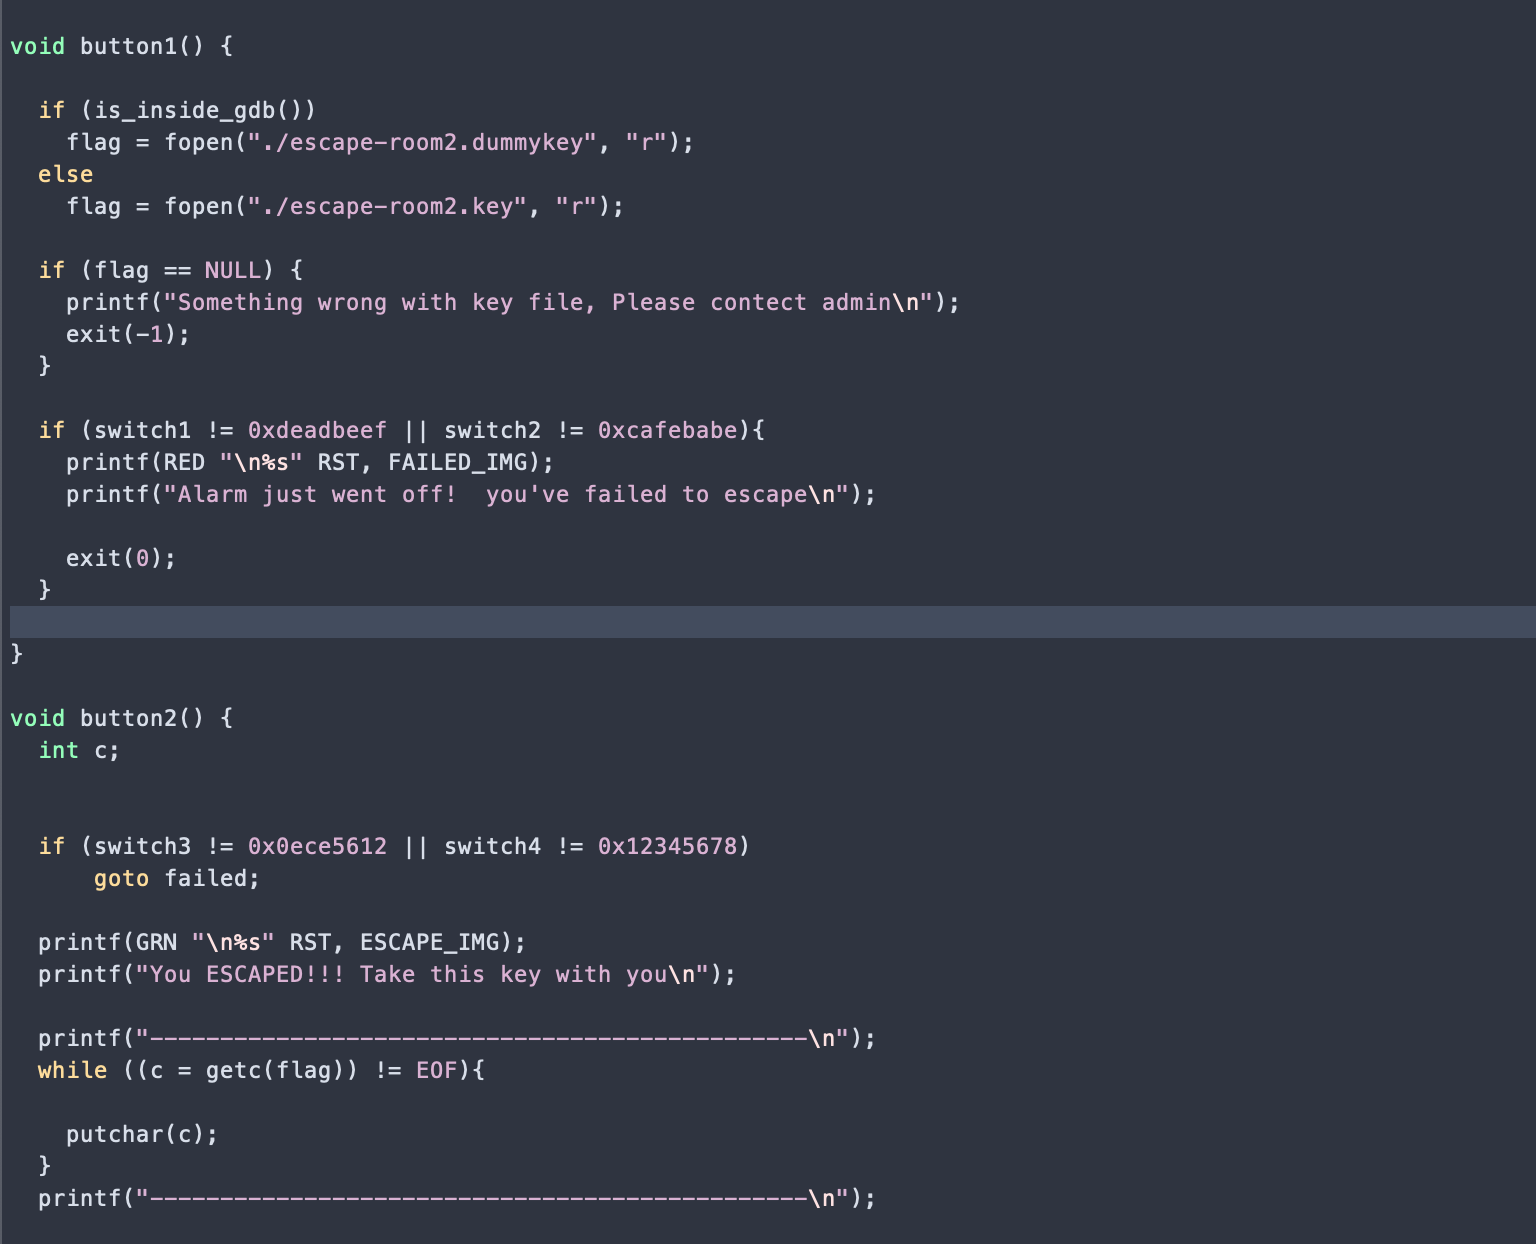 void button1() {
if (is_inside_gdb())
flag = fopen("./escape-room2.dummykey", "r");
else
flag = fopen("./escape-room2.key", "r");
if (flag == NULL) {
printf("Something wrong with key file, Please contect admin\n");
exit(-1);
}
if (switch1 != 0xdeadbeef || switch2 != 0xcafebabe){
printf(RED "\n%s" RST, FAILED_IMG);
printf("Alarm just went off!  you've failed to escape\n");
exit(0);
}
}
void button2() {
int c;
if (switch3 != 0x0ece5612 || switch4 != 0x12345678)
goto failed;
printf(GRN "\n%s" RST, ESCAPE_IMG);
printf("You ESCAPED!!! Take this key with you\n");
printf("-----------------------------------------------\n");
while ((c = getc(flag)) != EOF){
putchar(c);
}
printf("-----------------------------------------------\n");